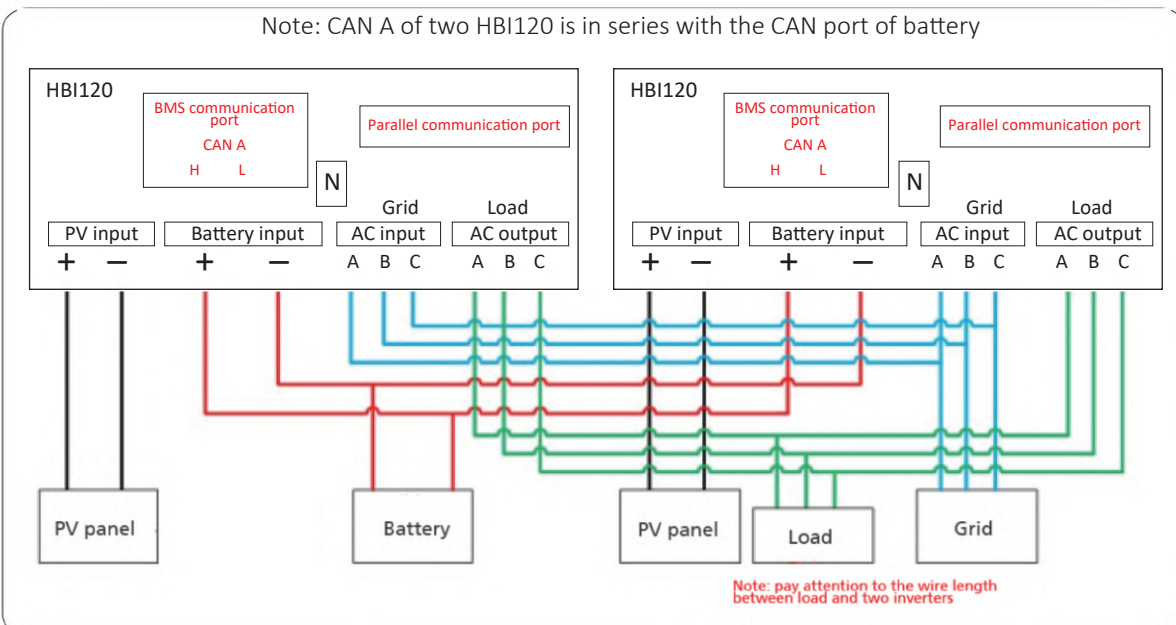 Note: CAN A of two HBI120 is in series with the CAN port of battery
HBI120
BMS communication
port
CAN A
H L
Parallel communication port
N
Grid Load
PV input Battery input AC input AC output
+ — + — A B C A B C
HBI120
BMS communication
port
CAN A
H L
Parallel communication port
N
Grid Load
PV input Battery input AC input AC output
+ — + — A B C A B C
PV panel
Battery
PV panel
Load
Grid
Note: pay attention to the wire length
between load and two inverters